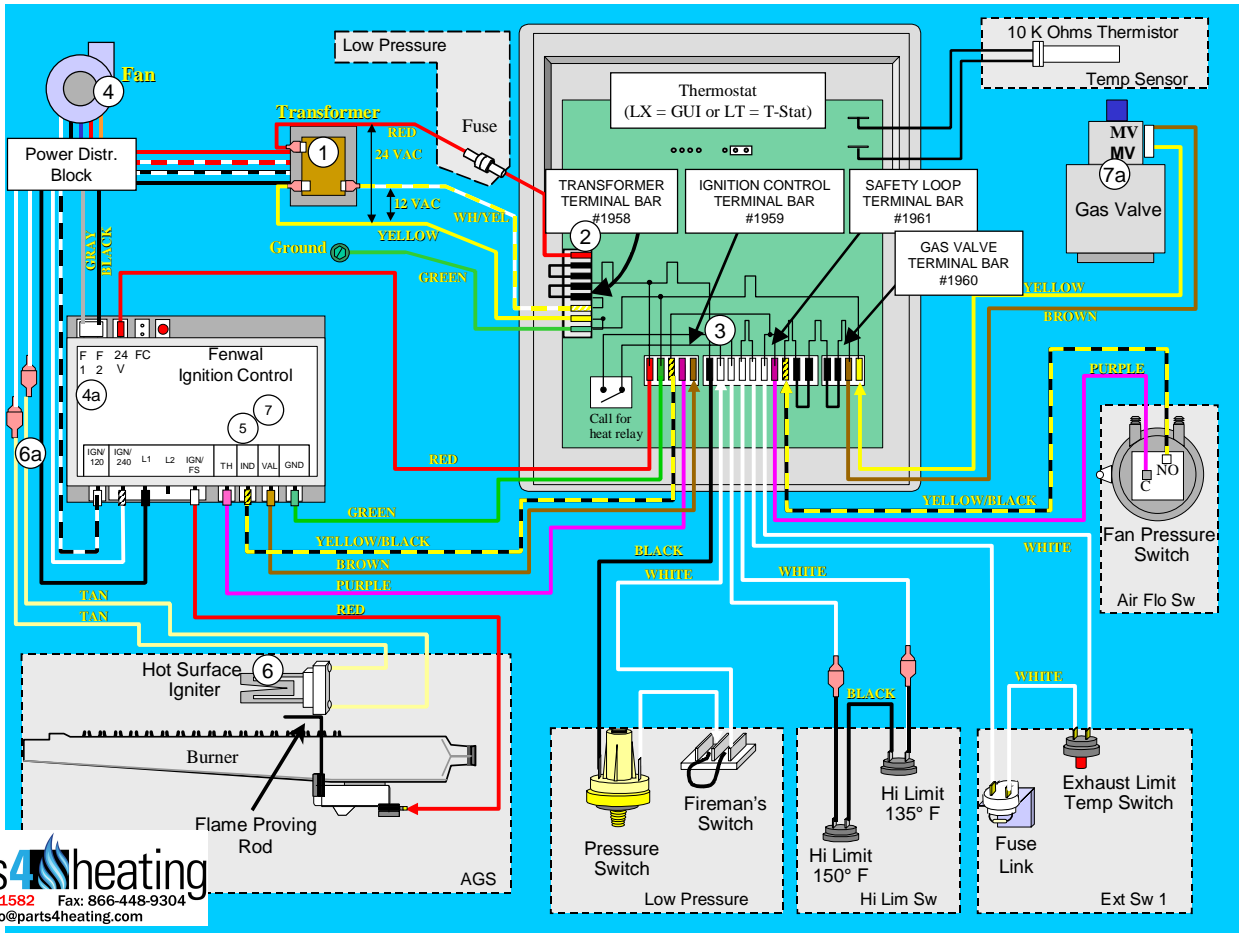 Low Pressure
Fuse
10 K Ohms Thermistor
Temp Sensor
4
Fan
Power Distr.
Block
Transformer
1
RED
24 VAC
12 VAC
WH/YEL
YELLOW
Ground
GREEN
GRAY
BLACK
Thermostat
(LX = GUI or LT = T-Stat)
TRANSFORMER
TERMINAL BAR
#1958
IGNITION CONTROL
TERMINAL BAR
#1959
SAFETY LOOP
TERMINAL BAR
#1961
GAS VALVE
TERMINAL BAR
#1960
2
3
Call for
heat relay
MV
MV
7a
Gas Valve
YELLOW
BROWN
PURPLE
F F 24 FC
1 2 V
4a
Fenwal
Ignition Control
7
5
IGN/
120
IGN/
240
L1
L2
IGN/
FS
TH
IND
VAL
GND
6a
RED
GREEN
YELLOW/BLACK
BROWN
PURPLE
RED
TAN
TAN
BLACK
WHITE
WHITE
WHITE
YELLOW/BLACK
NO
C
Fan Pressure
Switch
Air Flo Sw
Hot Surface
Igniter
6
Burner
Flame Proving
Rod
AGS
Pressure
Switch
Fireman's
Switch
Low Pressure
BLACK
Hi Limit
135° F
Hi Limit
150° F
Hi Lim Sw
WHITE
Exhaust Limit
Temp Switch
Fuse
Link
Ext Sw 1
s4heating
1582 Fax: 866-448-9304
o@parts4heating.com